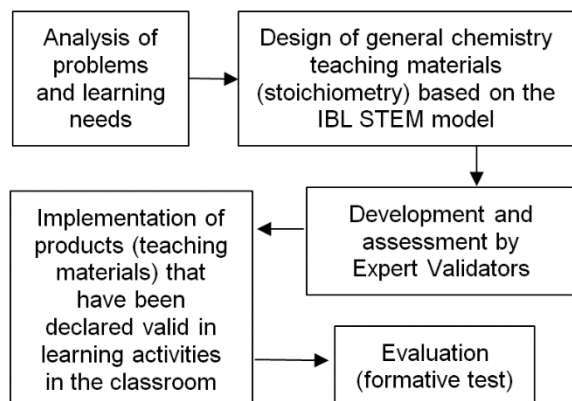 Analysis of
problems
and learning
needs
Design of general chemistry
teaching materials
(stoichiometry) based on the
IBL STEM model
Development and
assessment by
Expert Validators
Implementation of
products (teaching
materials) that
have been
declared valid in
learning activities
in the classroom
Evaluation
(formative test)